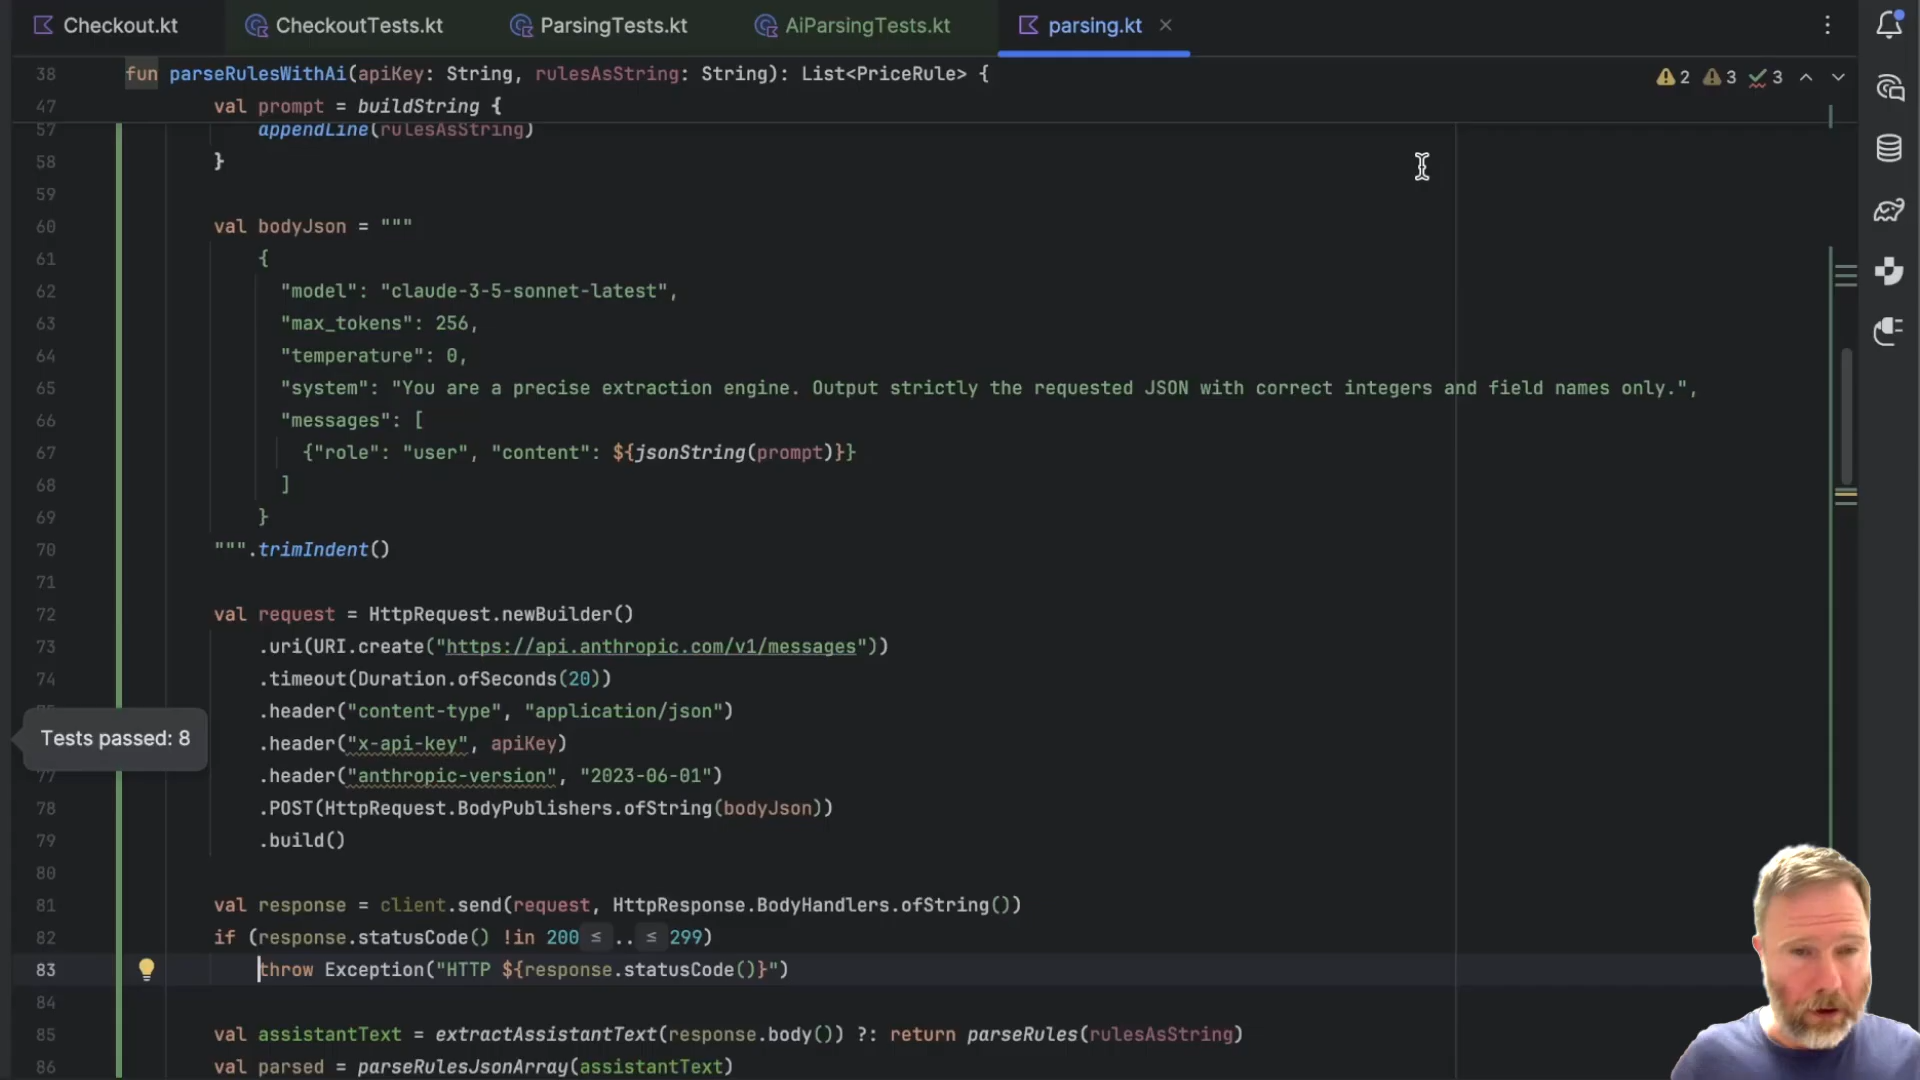 Checkout.kt
CheckoutTests.kt
ParsingTests.kt
AiParsingTests.kt
parsing.kt
38 fun parseRulesWithAi(apiKey: String, rulesAsString: String): List<PriceRule> {
2 3 3
47 val prompt = buildString {
57 appendLine(rulesAsString)
58 }
59
60 val bodyJson = """
61 {
62 "model": "claude-3-5-sonnet-latest",
63 "max_tokens": 256,
64 "temperature": 0,
65 "system": "You are a precise extraction engine. Output strictly the requested JSON with correct integers and field names only.",
66 "messages": [
67 {"role": "user", "content": ${jsonString(prompt)}}
68 ]
69 }
70 """.trimIndent()
71
72 val request = HttpRequest.newBuilder()
73 .uri(URI.create("https://api.anthropic.com/v1/messages"))
74 .timeout(Duration.ofSeconds(20))
.header("content-type", "application/json")
Tests passed: 8
.header("x-api-key", apiKey)
77 .header("anthropic-version", "2023-06-01")
78 .POST(HttpRequest.BodyPublishers.ofString(bodyJson))
79 .build()
80
81 val response = client.send(request, HttpResponse.BodyHandlers.ofString())
82 if (response.statusCode() !in 200 ≤ .. ≤ 299)
83 throw Exception("HTTP ${response.statusCode()}")
84
85 val assistantText = extractAssistantText(response.body()) ?: return parseRules(rulesAsString)
86 val parsed = parseRulesJsonArray(assistantText)